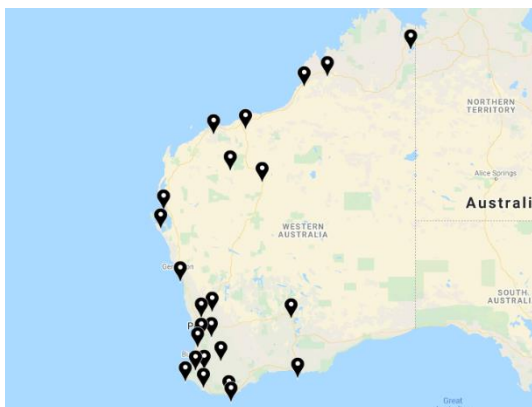 NORTHERN
TERRITORY
Alice Springs
Australi
WESTERN
AUSTRALIA
SOUTH
AUSTRALI
Great